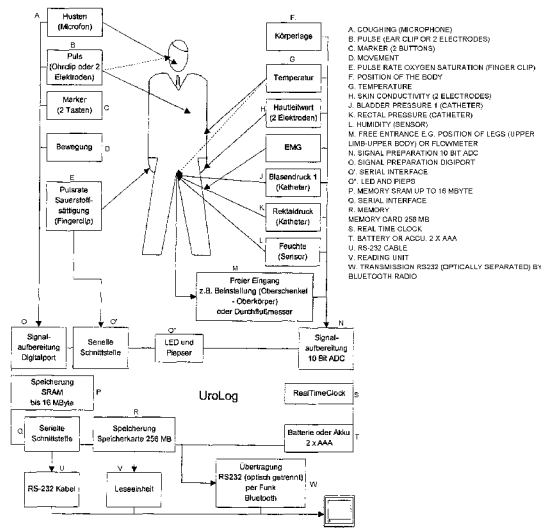 A
Husten
(Mikrofon)
B
Puls
(Ohrclip oder 2
Elektroden)
Marker
(2 Tasten)
C
Bewegung
D
E
Pulsrate
Sauerstoff-
sättigung
(Fingerclip)
F.
Körperlage
G
Temperatur
H
Hautleitwert
(2 Elektroden)
EMG
J
Blasendruck 1
(Katheter)
K
Rektaldruck
(Katheter)
L
Feuchte
(Sensor)
M
Freier Eingang
z.B. Beinstellung (Oberschenkel
- Oberkörper)
oder Durchflußmesser
O
Signal-
aufbereitung
Digitalport
O'
Serielle
Schnittstelle
O"
LED und
Piepser
N
Signal-
aufbereitung
10 Bit ADC
Speicherung
SRAM
bis 16 MByte
P
UroLog
RealTimeClock
S
Q
Serielle
Schnittstelle
R
Speicherung
Speicherkarte 256 MB
Batterie oder Akku
2 x AAA
T
U
RS-232 Kabel
V
Leseeinheit
Übertragung
RS232 (optisch getrennt)
per Funk
Bluetooth
W
A. COUGHING (MICROPHONE)
B. PULSE (EAR CLIP OR 2 ELECTRODES)
C. MARKER (2 BUTTONS)
D. MOVEMENT
E. PULSE RATE OXYGEN SATURATION (FINGER CLIP)
F. POSITION OF THE BODY
G. TEMPERATURE
H. SKIN CONDUCTIVITY (2 ELECTRODES)
J. BLADDER PRESSURE 1 (CATHETER)
K. RECTAL PRESSURE (CATHETER)
L. HUMIDITY (SENSOR)
M. FREE ENTRANCE E.G. POSITION OF LEGS (UPPER
LIMB-UPPER BODY) OR FLOWMETER
N. SIGNAL PREPARATION 10 BIT ADC
O. SIGNAL PREPARATION DIGIPORT
O'. SERIAL INTERFACE
O". LED AND PIEPS
P. MEMORY SRAM UP TO 16 MBYTE
Q. SERIAL INTERFACE
R. MEMORY
MEMORY CARD 256 MB
S. REAL TIME CLOCK
T. BATTERY OR ACCU. 2 X AAA
U. RS-232 CABLE
V. READING UNIT
W. TRANSMISSION RS232 (OPTICALLY SEPARATED) BY
BLUETOOTH RADIO